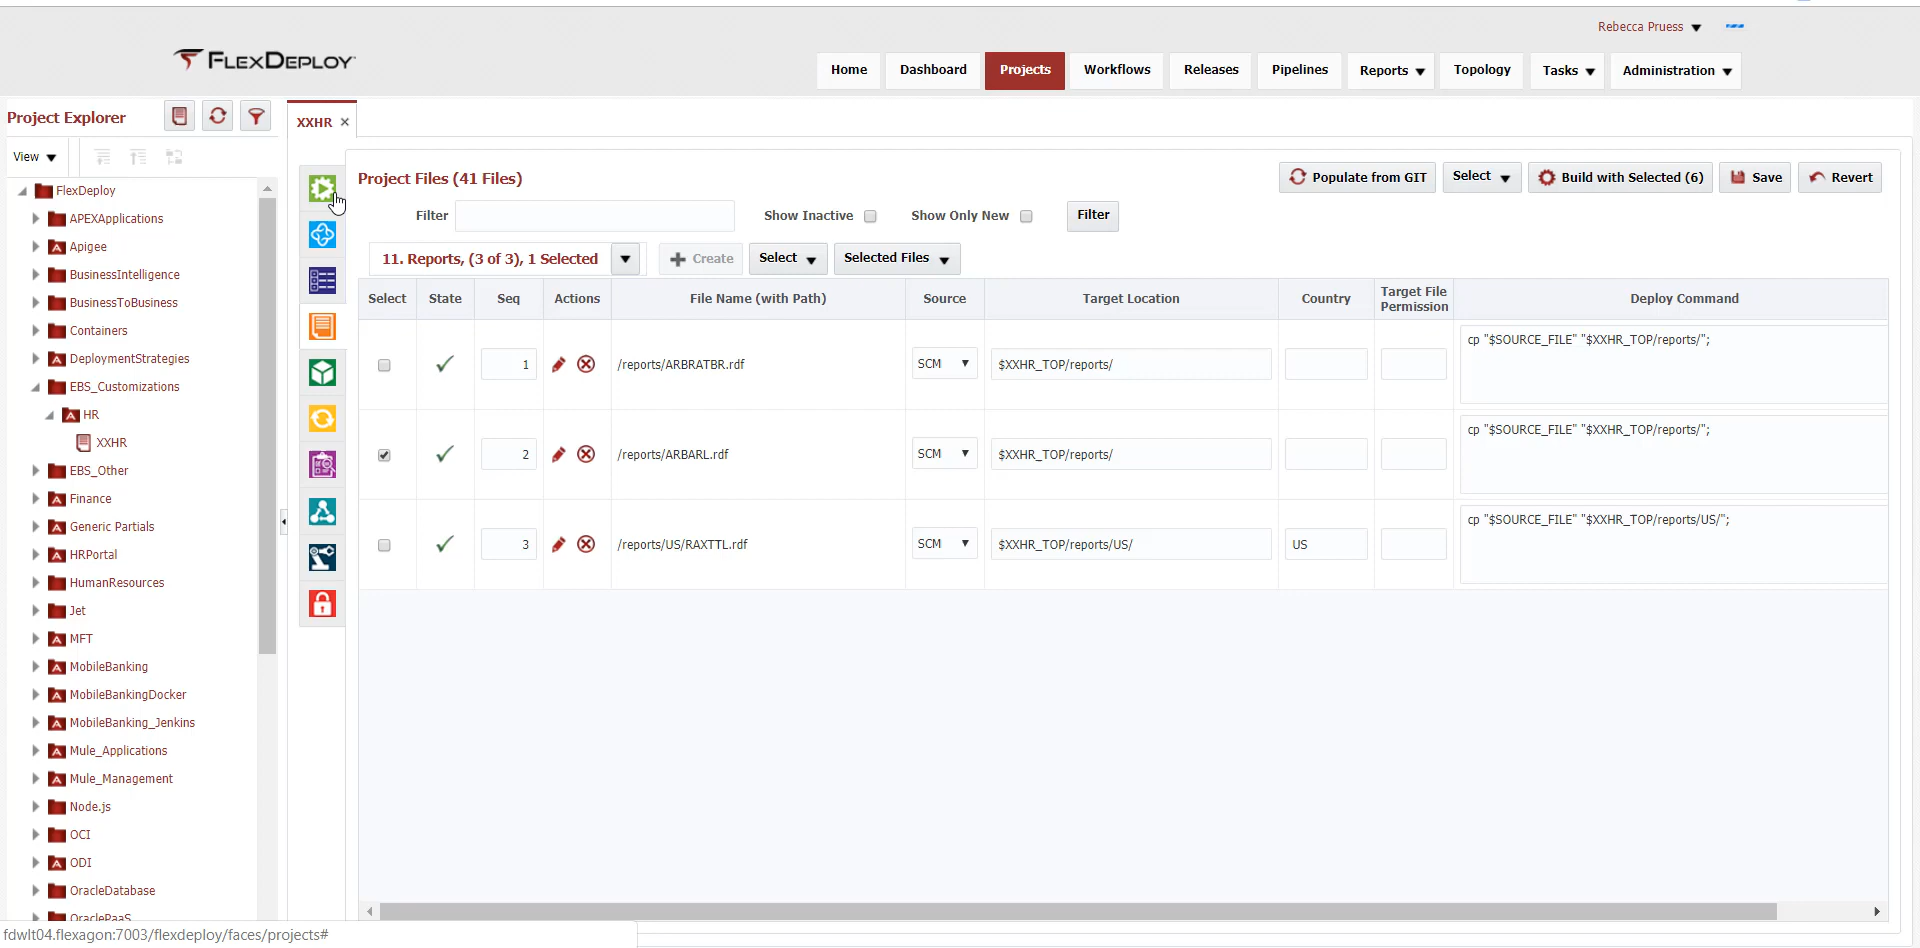 Rebecca Pruess
FLEXDEPLOY
Home
Dashboard
Projects
Workflows
Releases
Pipelines
Reports
Topology
Tasks
Administration
Project Explorer
XXHR
View
FlexDeploy
APEXApplications
Apigee
BusinessIntelligence
BusinessToBusiness
Containers
DeploymentStrategies
EBS_Customizations
HR
XXHR
EBS_Other
Finance
Generic Partials
HRPortal
HumanResources
Jet
MFT
MobileBanking
MobileBankingDocker
MobileBanking_Jenkins
Mule_Applications
Mule_Management
Node.js
OCI
ODI
OracleDatabase
OraclePaaS
Project Files (41 Files)
Populate from GIT
Select
Build with Selected (6)
Save
Revert
Filter
Show Inactive
Show Only New
Filter
11. Reports, (3 of 3), 1 Selected
Create
Select
Selected Files
Select State Seq Actions File Name (with Path) Source Target Location Country Target File Permission Deploy Command
1 /reports/ARBRATBR.rdf SCM $XXHR_TOP/reports/ cp "$SOURCE_FILE" "$XXHR_TOP/reports/";
2 /reports/ARBARL.rdf SCM $XXHR_TOP/reports/ cp "$SOURCE_FILE" "$XXHR_TOP/reports/";
3 /reports/US/RAXTTL.rdf SCM $XXHR_TOP/reports/US/ US cp "$SOURCE_FILE" "$XXHR_TOP/reports/US/";
fdwlt04.flexagon:7003/flexdeploy/faces/projects#